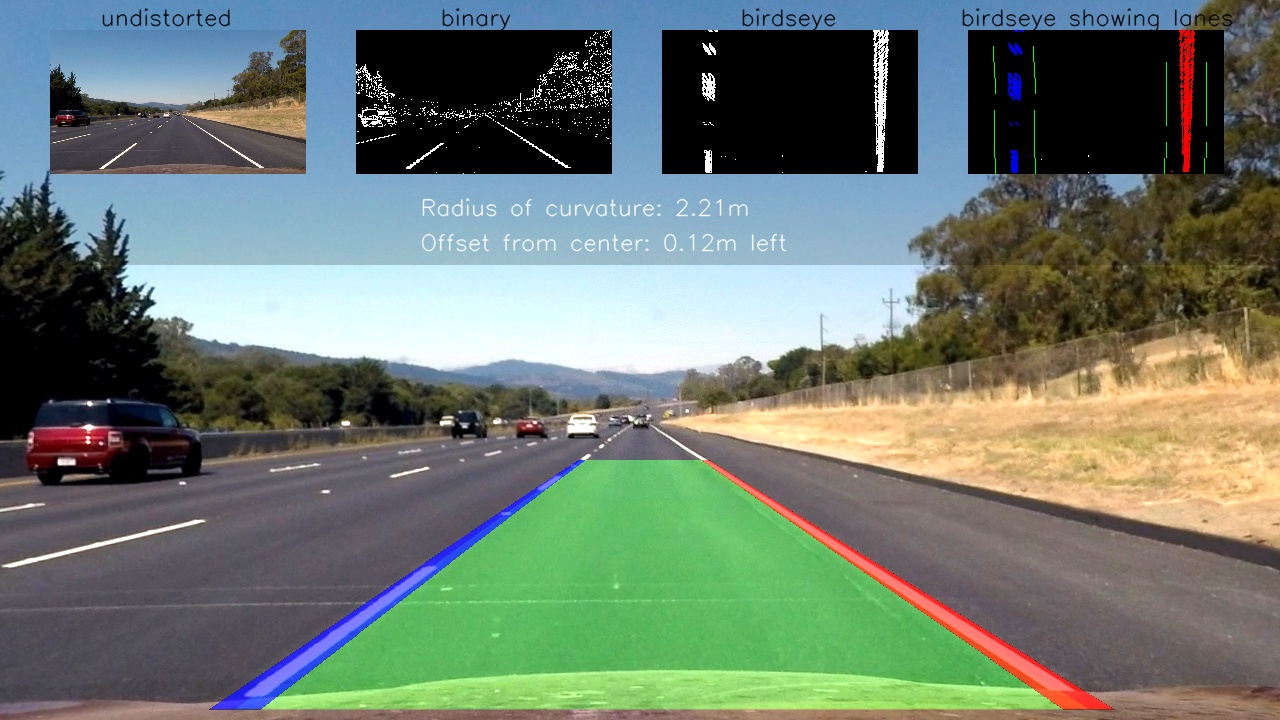 undistorted
binary
birdseye
birdseye showing lanes
Radius of curvature: 2.21m
Offset from center: 0.12m left